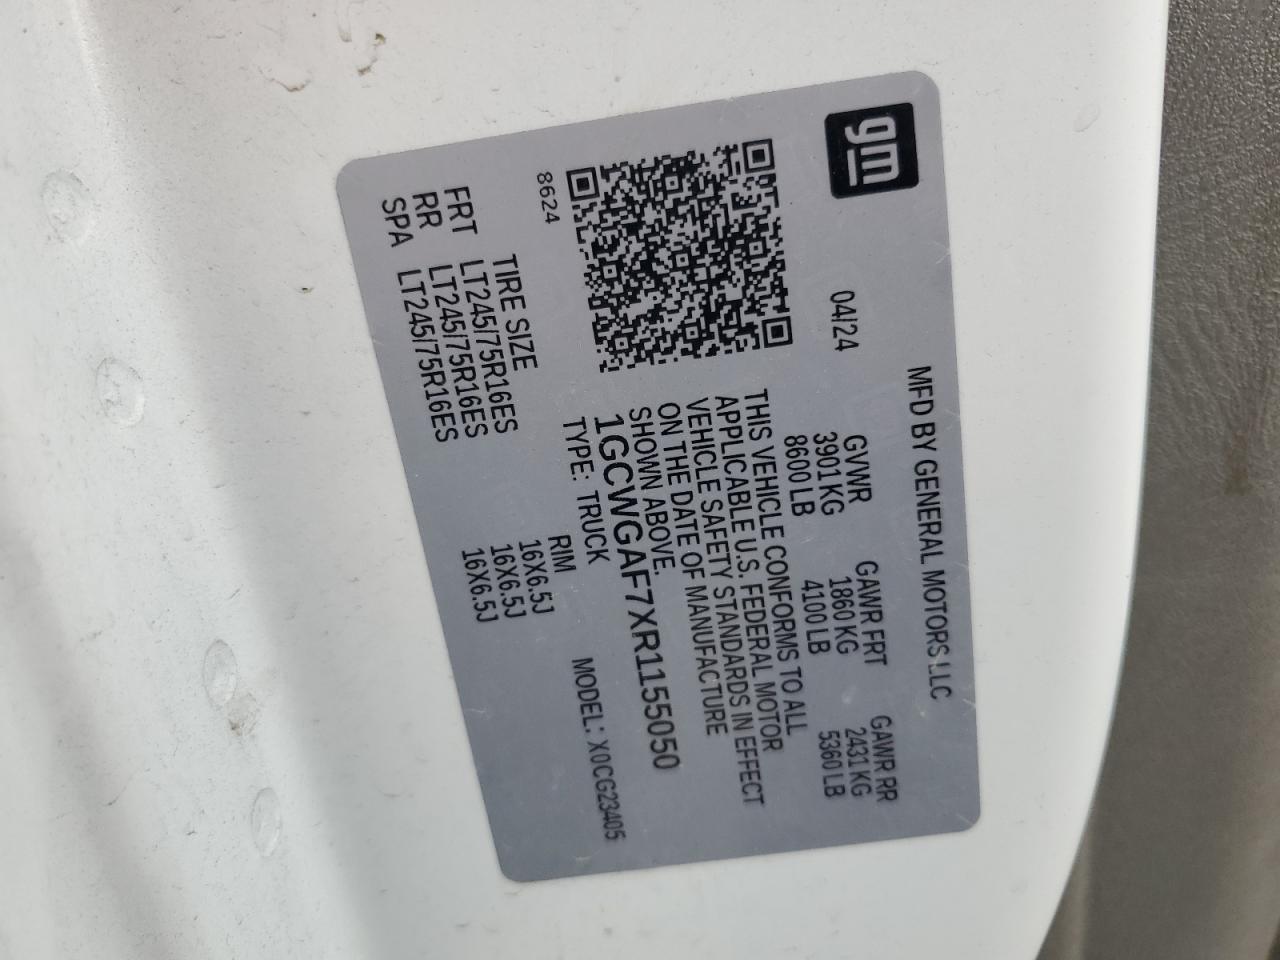 gm
MFD BY GENERAL MOTORS LLC
04/24
GVWR GAWR FRT GAWR RR
3901 KG 1860 KG 2431 KG
8600 LB 4100 LB 5360 LB
THIS VEHICLE CONFORMS TO ALL
APPLICABLE U.S. FEDERAL MOTOR
VEHICLE SAFETY STANDARDS IN EFFECT
ON THE DATE OF MANUFACTURE
SHOWN ABOVE.
1GCWGAF7XR1155050
8624
TYPE: TRUCK MODEL: X0CG23405
TIRE SIZE RIM
FRT LT245/75R16ES 16X6.5J
RR LT245/75R16ES 16X6.5J
SPA LT245/75R16ES 16X6.5J